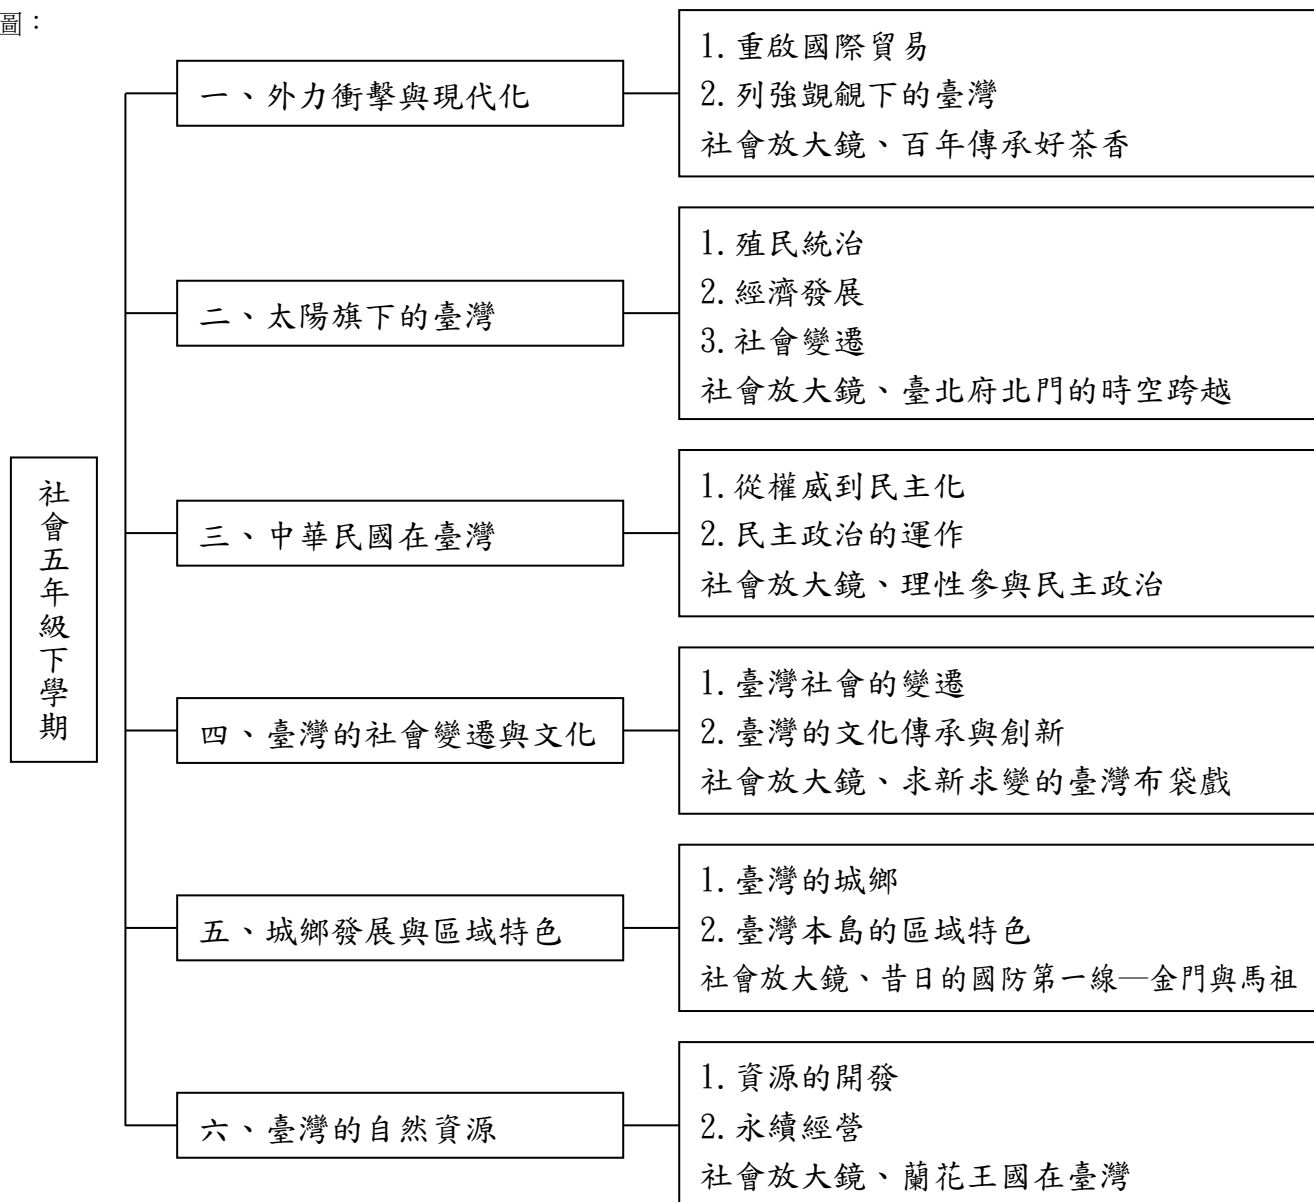 圖：
社會五年級下學期
一、外力衝擊與現代化
1.重啟國際貿易
2.列強覬覦下的臺灣
社會放大鏡、百年傳承好茶香
二、太陽旗下的臺灣
1.殖民統治
2.經濟發展
3.社會變遷
社會放大鏡、臺北府北門的時空跨越
三、中華民國在臺灣
1.從權威到民主化
2.民主政治的運作
社會放大鏡、理性參與民主政治
四、臺灣的社會變遷與文化
1.臺灣社會的變遷
2.臺灣的文化傳承與創新
社會放大鏡、求新求變的臺灣布袋戲
五、城鄉發展與區域特色
1.臺灣的城鄉
2.臺灣本島的區域特色
社會放大鏡、昔日的國防第一線—金門與馬祖
六、臺灣的自然資源
1.資源的開發
2.永續經營
社會放大鏡、蘭花王國在臺灣